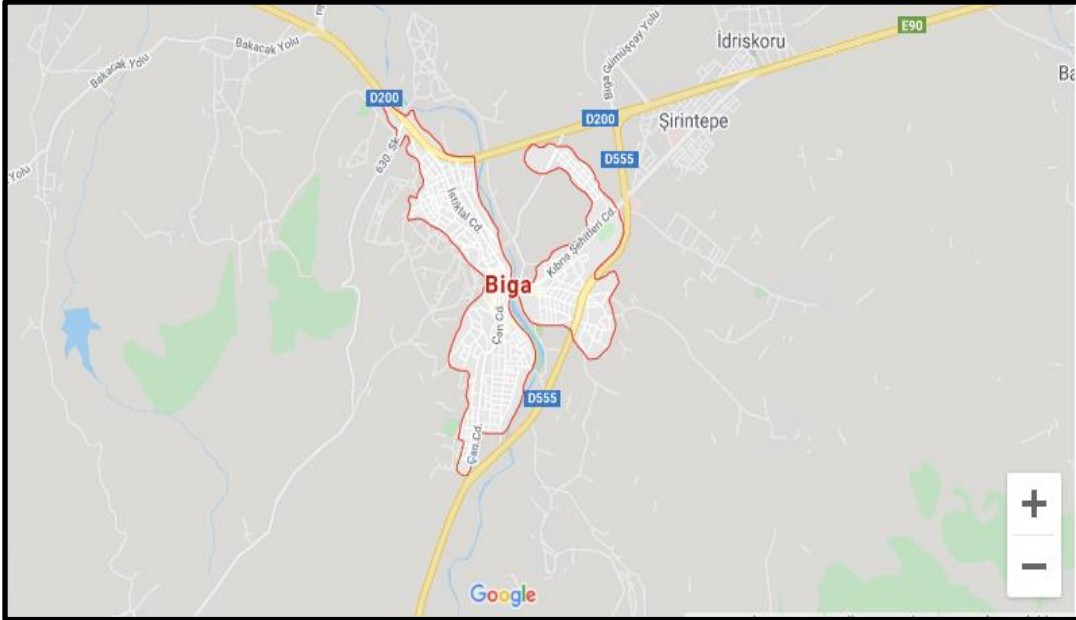 E90
İdriskoru
Bakacak Yolu
Bakacak Yolu
Biga Gümüşçay Yolu
Ba
D200
D200
Şirintepe
D555
630. Sk.
Yolu
İstiklal Cd.
Kıbrıs Şehitleri Cd.
Biga
Çan Cd.
D555
Çan Cd.
+
−
Google